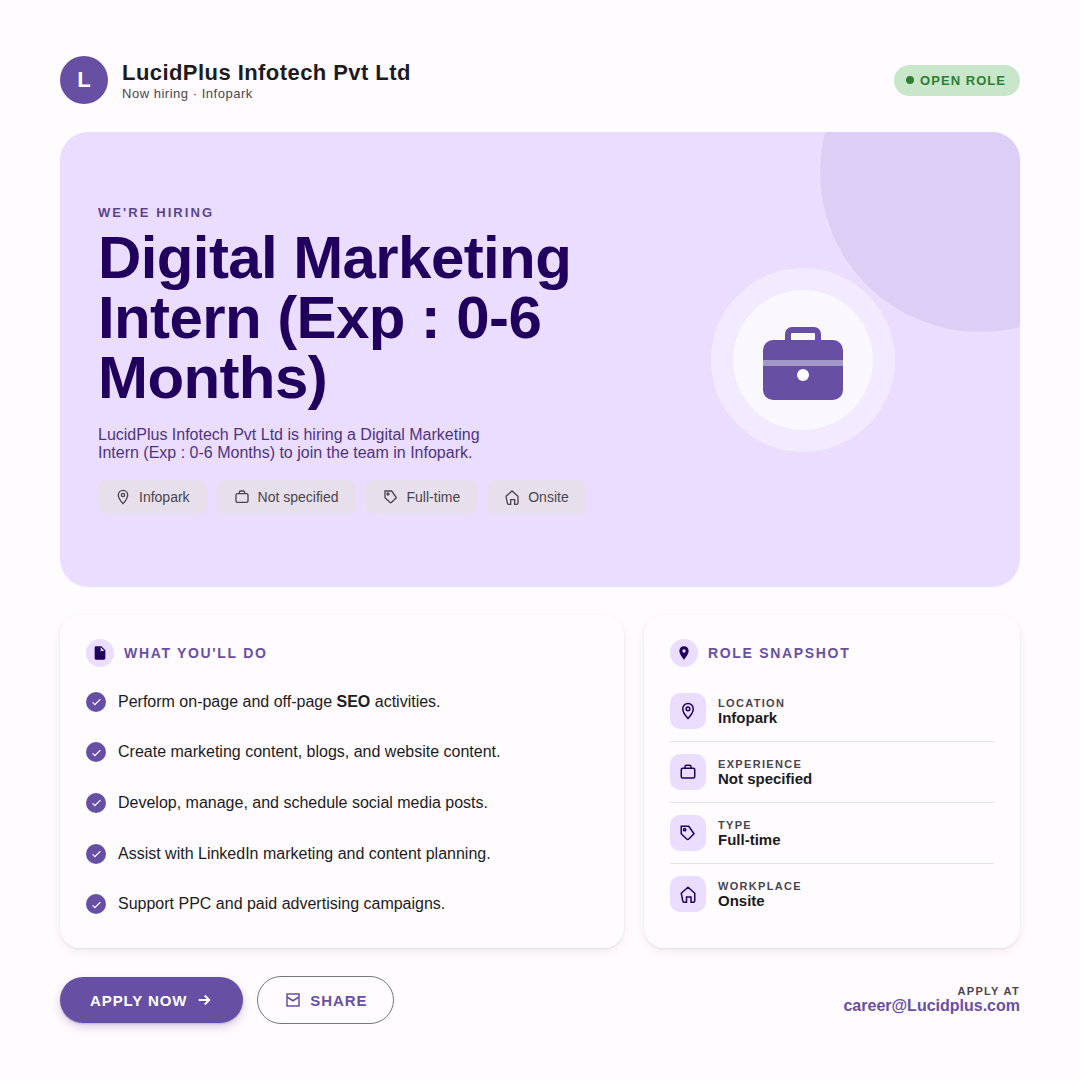 L
LucidPlus Infotech Pvt Ltd
Now hiring · Infopark
OPEN ROLE
WE'RE HIRING
Digital Marketing
Intern (Exp : 0-6
Months)
LucidPlus Infotech Pvt Ltd is hiring a Digital Marketing
Intern (Exp : 0-6 Months) to join the team in Infopark.
Infopark
Not specified
Full-time
Onsite
WHAT YOU'LL DO
Perform on-page and off-page SEO activities.
Create marketing content, blogs, and website content.
Develop, manage, and schedule social media posts.
Assist with LinkedIn marketing and content planning.
Support PPC and paid advertising campaigns.
ROLE SNAPSHOT
LOCATION
Infopark
EXPERIENCE
Not specified
TYPE
Full-time
WORKPLACE
Onsite
APPLY NOW
SHARE
APPLY AT
career@Lucidplus.com